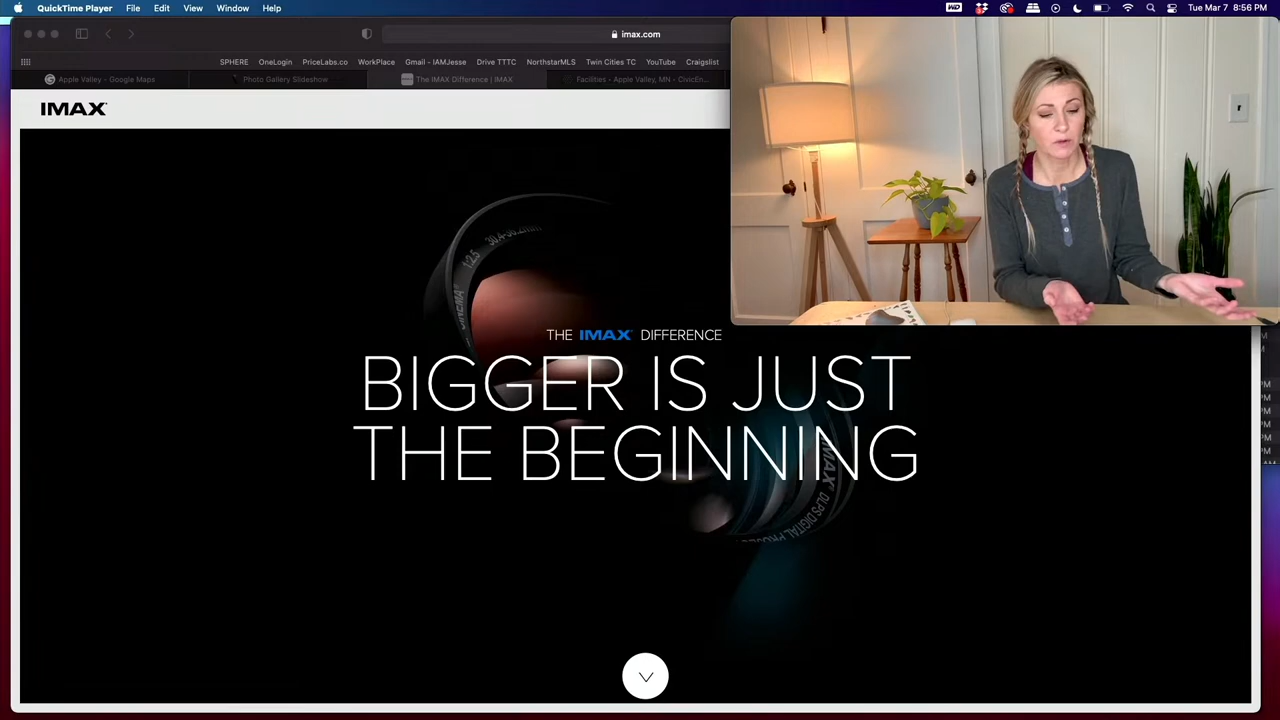 QuickTime Player File Edit View Window Help
WD Tue Mar 7 8:56 PM
imax.com
SPHERE OneLogin PriceLabs.co WorkPlace Gmail - IAMJesse Drive TTTC NorthstarMLS Twin Cities TC YouTube Craigslist
Apple Valley - Google Maps Photo Gallery Slideshow The IMAX Difference | IMAX Facilities - Apple Valley, MN - CivicEn...
IMAX
THE IMAX DIFFERENCE
BIGGER IS JUST
THE BEGINNING